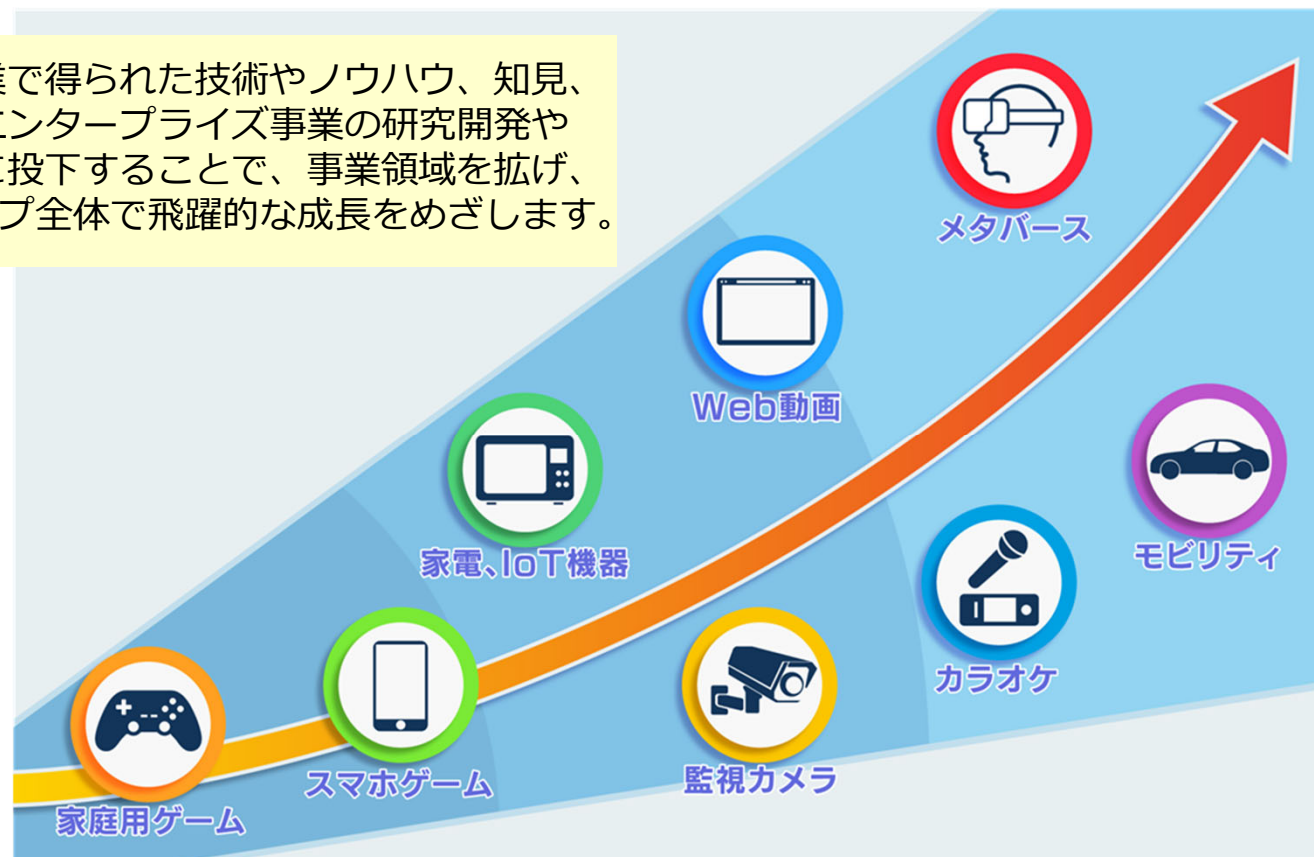 業で得られた技術やノウハウ、知見、
エンタープライズ事業の研究開発や
に投下することで、事業領域を拡げ、
プ全体で飛躍的な成長をめざします。
メタバース
Web動画
家電、IoT機器
モビリティ
カラオケ
監視カメラ
スマホゲーム
家庭用ゲーム